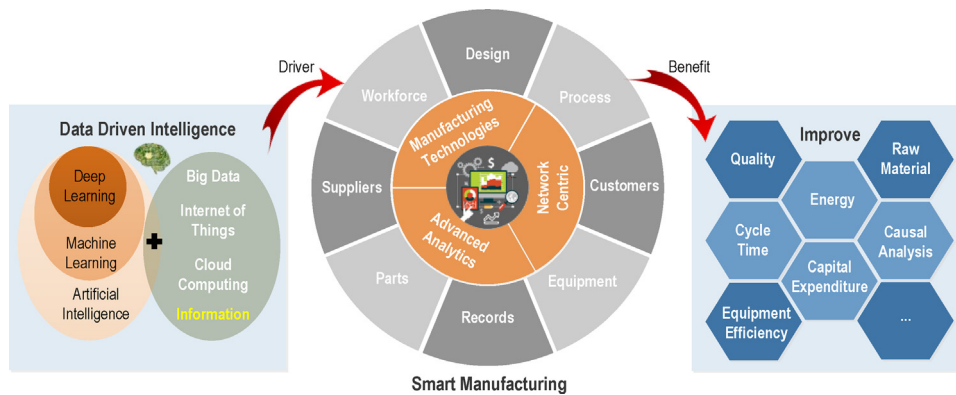 Data Driven Intelligence
Deep
Learning
Machine
Learning
Artificial
Intelligence
+
Big Data
Internet of
Things
Cloud
Computing
Information
Driver
Design
Process
Customers
Equipment
Records
Parts
Suppliers
Workforce
Manufacturing
Technologies
Network
Centric
Advanced
Analytics
$
Smart Manufacturing
Benefit
Improve
Quality
Raw
Material
Energy
Cycle
Time
Causal
Analysis
Capital
Expenditure
Equipment
Efficiency
...